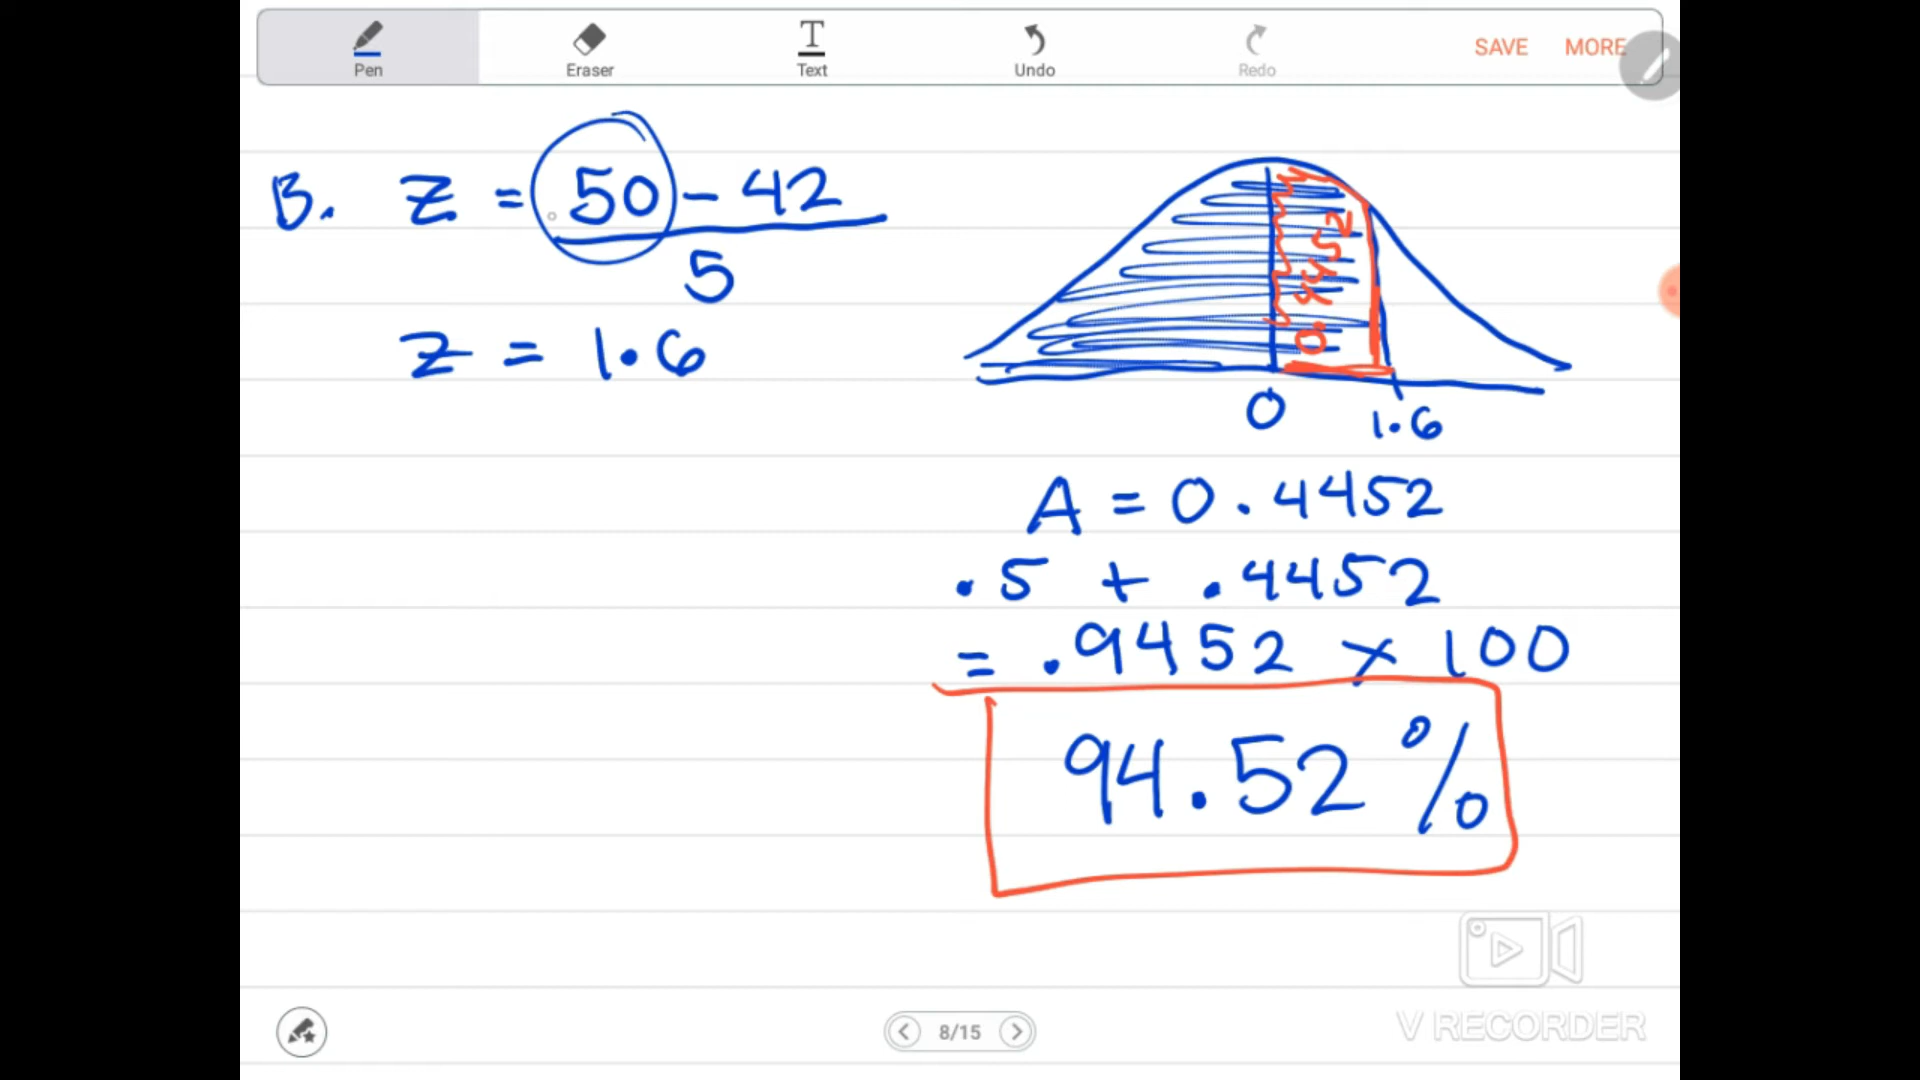 Pen Eraser Text Undo Redo SAVE MORE
B. Z = 50 - 42
5
Z = 1.6
0.4452
0 1.6
A = 0.4452
.5 + .4452
= .9452 x 100
94.52 %
8/15
V RECORDER